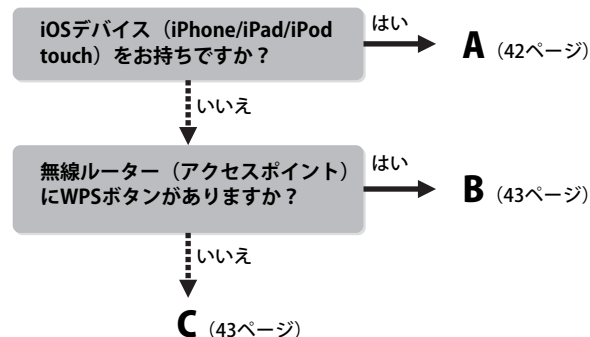 iOSデバイス（iPhone/iPad/iPod
touch）をお持ちですか？
はい
A（42ページ）
いいえ
無線ルーター（アクセスポイント）
にWPSボタンがありますか？
はい
B（43ページ）
いいえ
C（43ページ）